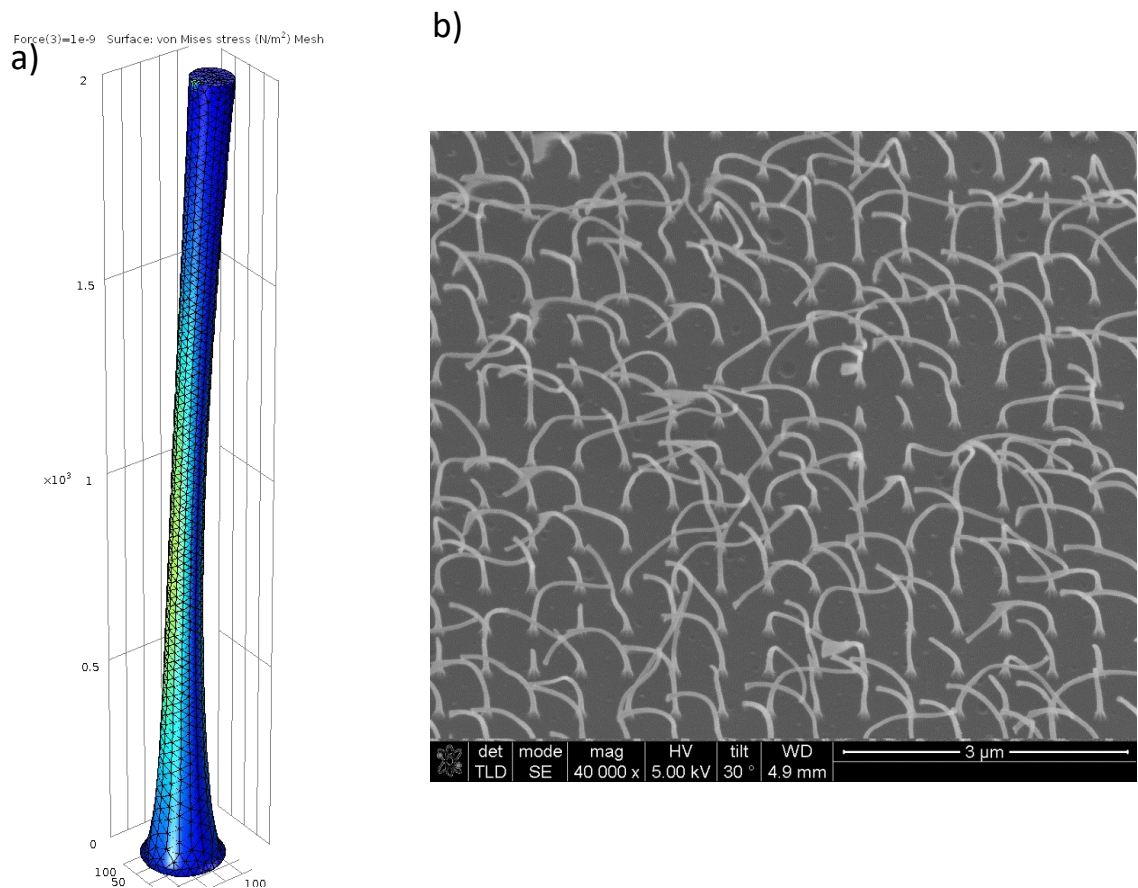 b)
Force(3)=1e-9 Surface: von Mises stress (N/m²) Mesh
a)
2
1.5
×10³ 1
0.5
0
100
50
100
det mode mag HV tilt WD 3 µm
TLD SE 40 000 x 5.00 kV 30 ° 4.9 mm